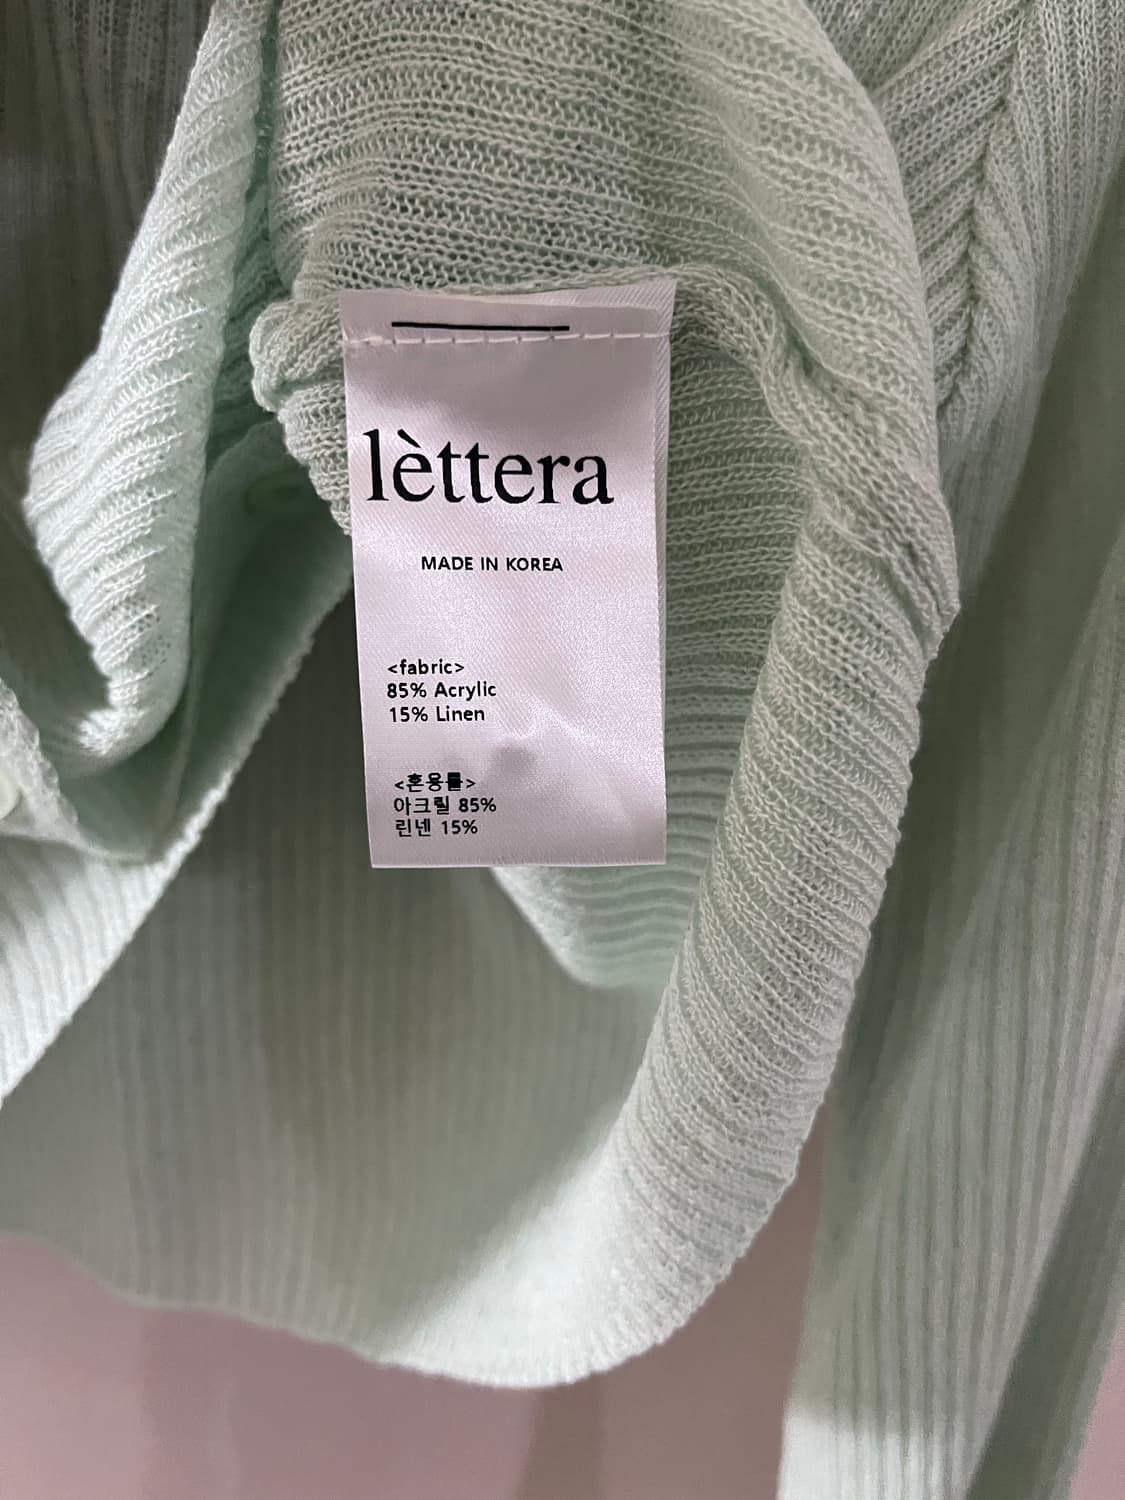 lèttera
MADE IN KOREA
<fabric>
85% Acrylic
15% Linen
<혼용률>
아크릴 85%
린넨 15%